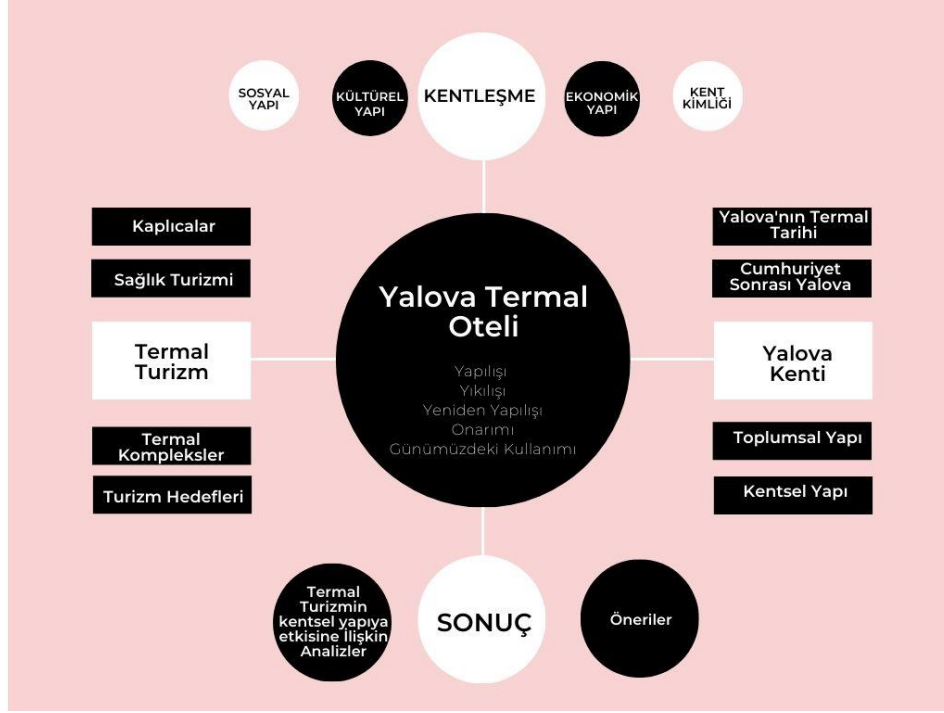 SOSYAL
YAPI
KÜLTÜREL
YAPI
KENTLEŞME
EKONOMİK
YAPI
KENT
KİMLİĞİ
Kaplıcalar
Sağlık Turizmi
Termal
Turizm
Termal
Kompleksler
Turizm Hedefleri
Yalova Termal
Oteli
Yapılışı
Yıkılışı
Yeniden Yapılışı
Onarımı
Günümüzdeki Kullanımı
Yalova'nın Termal
Tarihi
Cumhuriyet
Sonrası Yalova
Yalova
Kenti
Toplumsal Yapı
Kentsel Yapı
Termal
Turizmin
kentsel yapıya
etkisine İlişkin
Analizler
SONUÇ
Öneriler